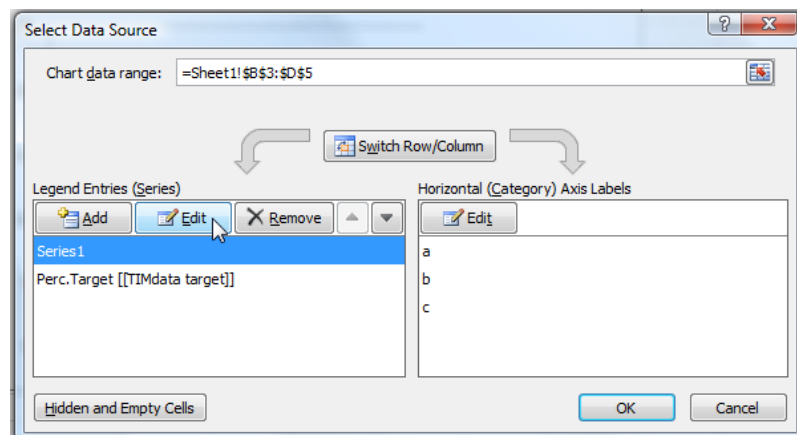 Select Data Source
Chart data range: =Sheet1!$B$3:$D$5
Switch Row/Column
Legend Entries (Series)
Horizontal (Category) Axis Labels
Add Edit Remove
Edit
Series1
Perc.Target [[TIMdata target]]
a
b
c
Hidden and Empty Cells
OK Cancel